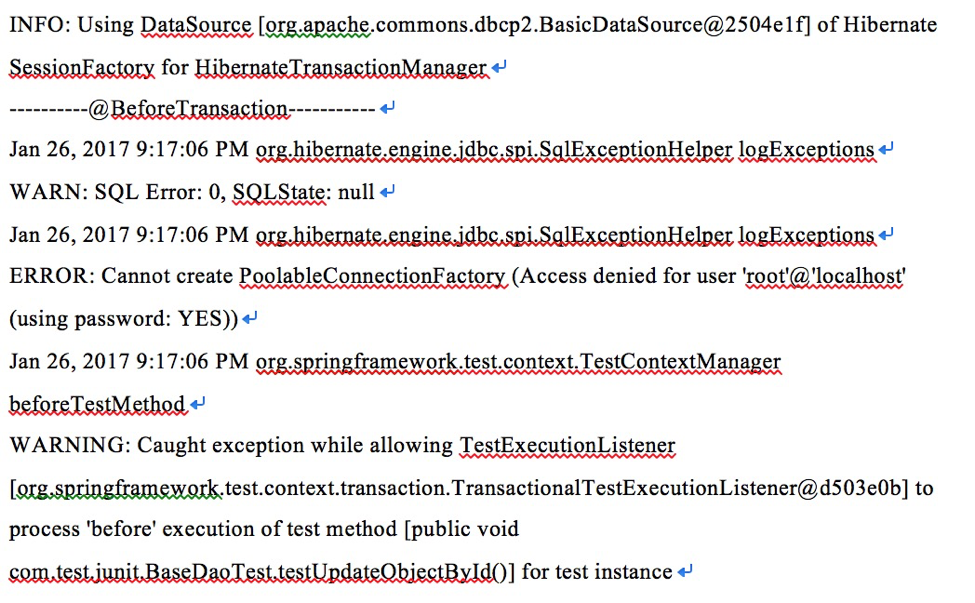 INFO: Using DataSource [org.apache.commons.dbcp2.BasicDataSource@2504e1f] of Hibernate
SessionFactory for HibernateTransactionManager
----------@BeforeTransaction-----------
Jan 26, 2017 9:17:06 PM org.hibernate.engine.jdbc.spi.SqlExceptionHelper logExceptions
WARN: SQL Error: 0, SQLState: null
Jan 26, 2017 9:17:06 PM org.hibernate.engine.jdbc.spi.SqlExceptionHelper logExceptions
ERROR: Cannot create PoolableConnectionFactory (Access denied for user 'root'@'localhost'
(using password: YES))
Jan 26, 2017 9:17:06 PM org.springframework.test.context.TestContextManager
beforeTestMethod
WARNING: Caught exception while allowing TestExecutionListener
[org.springframework.test.context.transaction.TransactionalTestExecutionListener@d503e0b] to
process 'before' execution of test method [public void
com.test.junit.BaseDaoTest.testUpdateObjectById()] for test instance